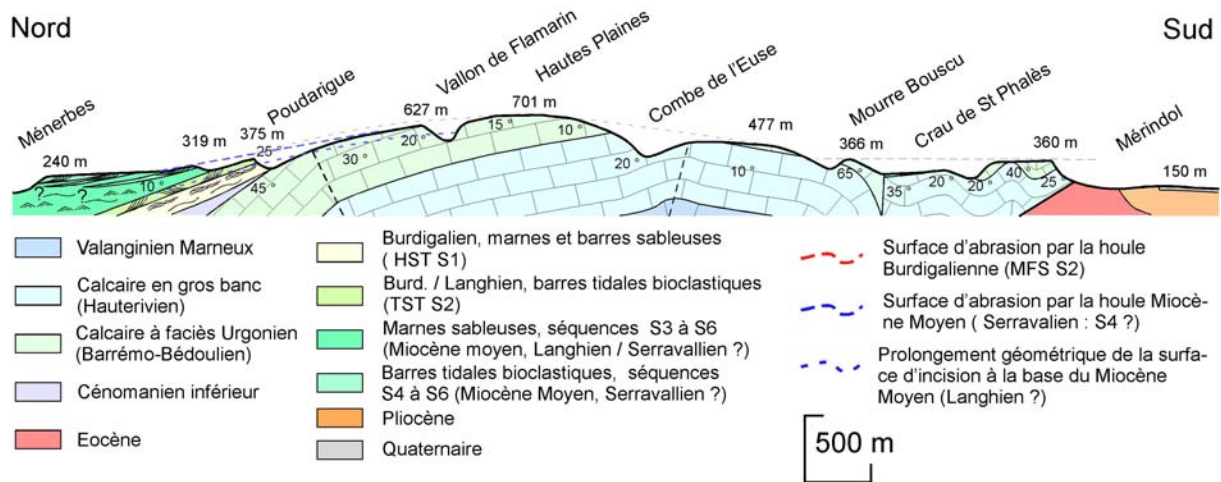 Nord
Sud
Ménerbes
Poudarigue
Vallon de Flamarin
Hautes Plaines
Combe de l'Euse
Mourre Bouscu
Crau de St Phalès
Mérindol
240 m
319 m
375 m
627 m
701 m
477 m
366 m
360 m
150 m
? ?
10 °
25 °
45 °
30 °
20 °
15 °
10 °
20 °
10 °
65 °
35 °
20 °
20 °
40 °
25
Valanginien Marneux
Calcaire en gros banc
(Hauterivien)
Calcaire à faciès Urgonien
(Barrémo-Bédoulien)
Cénomanien inférieur
Eocène
Burdigalien, marnes et barres sableuses
( HST S1)
Burd. / Langhien, barres tidales bioclastiques
(TST S2)
Marnes sableuses, séquences S3 à S6
(Miocène moyen, Langhien / Serravallien ?)
Barres tidales bioclastiques, séquences
S4 à S6 (Miocène Moyen, Serravallien ?)
Pliocène
Quaternaire
Surface d'abrasion par la houle
Burdigalienne (MFS S2)
Surface d'abrasion par la houle Miocè-
ne Moyen ( Serravalien : S4 ?)
Prolongement géométrique de la surfa-
ce d'incision à la base du Miocène
Moyen (Langhien ?)
500 m